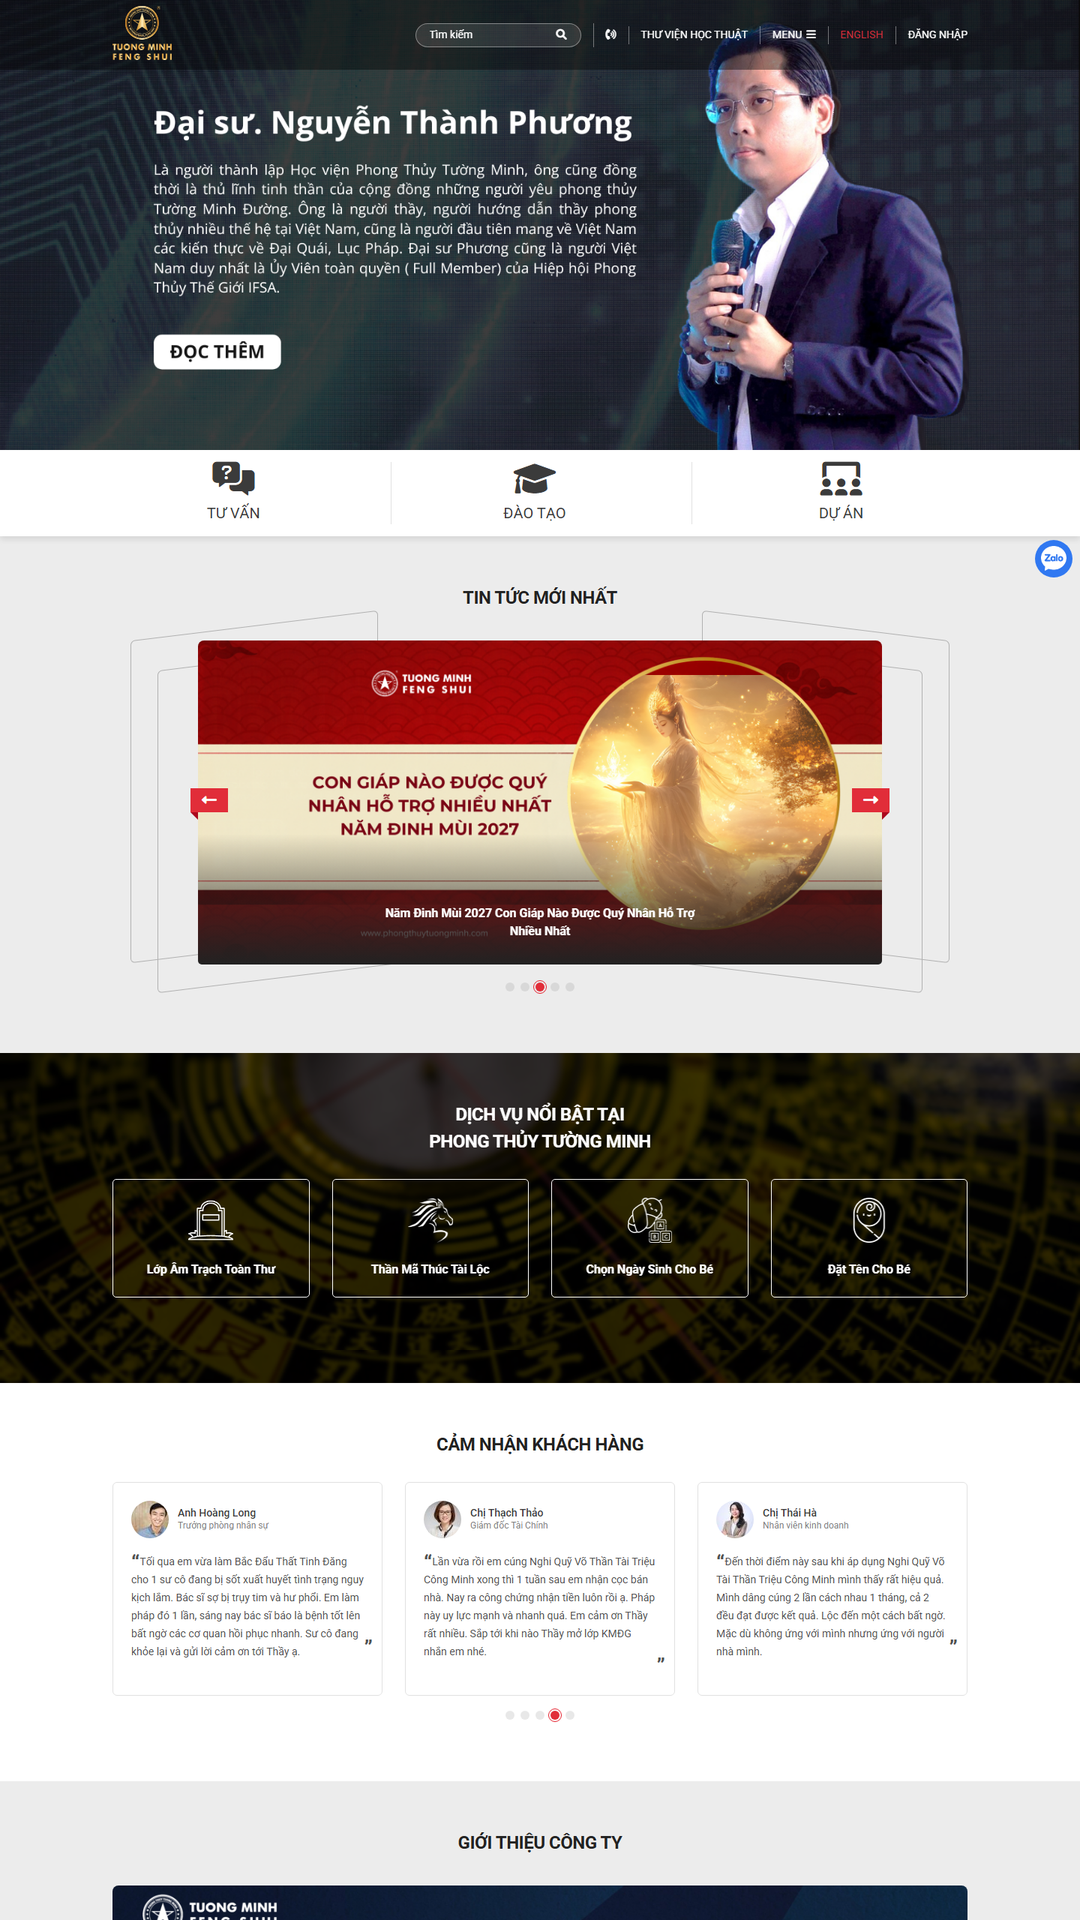 TUONG MINH
FENG SHUI
Tìm kiếm
THƯ VIỆN HỌC THUẬT
MENU
ENGLISH
ĐĂNG NHẬP
Đại sư. Nguyễn Thành Phương
Là người thành lập Học viện Phong Thủy Tường Minh, ông cũng đồng
thời là thủ lĩnh tinh thần của cộng đồng những người yêu phong thủy
Tường Minh Đường. Ông là người thầy, người hướng dẫn thầy phong
thủy nhiều thế hệ tại Việt Nam, cũng là người đầu tiên mang về Việt Nam
các kiến thức về Đại Quái, Lục Pháp. Đại sư Phương cũng là người Việt
Nam duy nhất là Ủy Viên toàn quyền ( Full Member) của Hiệp hội Phong
Thủy Thế Giới IFSA.
ĐỌC THÊM
TƯ VẤN
ĐÀO TẠO
DỰ ÁN
Zalo
TIN TỨC MỚI NHẤT
TUONG MINH
FENG SHUI
CON GIÁP NÀO ĐƯỢC QUÝ
NHÂN HỖ TRỢ NHIỀU NHẤT
NĂM ĐINH MÙI 2027
Năm Đinh Mùi 2027 Con Giáp Nào Được Quý Nhân Hỗ Trợ
Nhiều Nhất
www.phongthuytuongminh.com
DỊCH VỤ NỔI BẬT TẠI
PHONG THỦY TƯỜNG MINH
Lớp Âm Trạch Toàn Thư
Thần Mã Thúc Tài Lộc
Chọn Ngày Sinh Cho Bé
Đặt Tên Cho Bé
CẢM NHẬN KHÁCH HÀNG
Anh Hoàng Long
Trưởng phòng nhân sự
“Tối qua em vừa làm Bắc Đẩu Thất Tinh Đăng
cho 1 sư cô đang bị sốt xuất huyết tình trạng nguy
kịch lắm. Bác sĩ sợ bị trụy tim và hư phổi. Em làm
pháp đó 1 lần, sáng nay bác sĩ báo là bệnh tốt lên
bất ngờ các cơ quan hồi phục nhanh. Sư cô đang
khỏe lại và gửi lời cảm ơn tới Thầy ạ. ”
Chị Thạch Thảo
Giám đốc Tài Chính
“Lần vừa rồi em cúng Nghi Quỹ Võ Thần Tài Triệu
Công Minh xong thì 1 tuần sau em nhận cọc bán
nhà. Nay ra công chứng nhận tiền luôn rồi ạ. Pháp
này uy lực mạnh và nhanh quá. Em cảm ơn Thầy
rất nhiều. Sắp tới khi nào Thầy mở lớp KMĐG
nhắn em nhé. ”
Chị Thái Hà
Nhân viên kinh doanh
“Đến thời điểm này sau khi áp dụng Nghi Quỹ Võ
Tài Thần Triệu Công Minh mình thấy rất hiệu quả.
Mình dâng cúng 2 lần cách nhau 1 tháng, cả 2
đều đạt được kết quả. Lộc đến một cách bất ngờ.
Mặc dù không ứng với mình nhưng ứng với người
nhà mình. ”
GIỚI THIỆU CÔNG TY
TUONG MINH
FENG SHUI